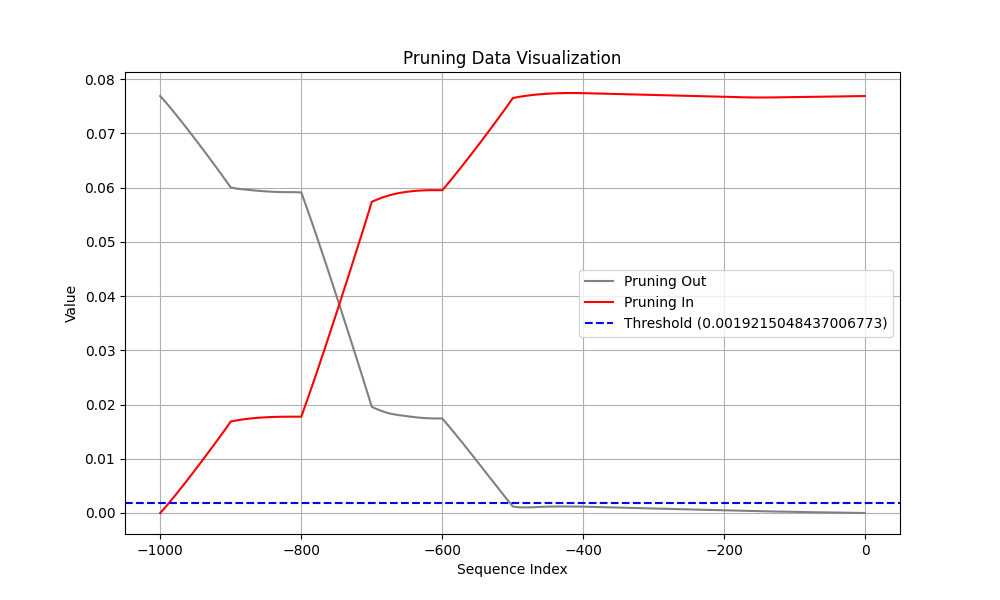 Pruning Data Visualization
0.08
0.07
0.06
0.05
0.04
0.03
0.02
0.01
0.00
Value
Pruning Out
Pruning In
Threshold (0.0019215048437006773)
−1000
−800
−600
−400
−200
0
Sequence Index